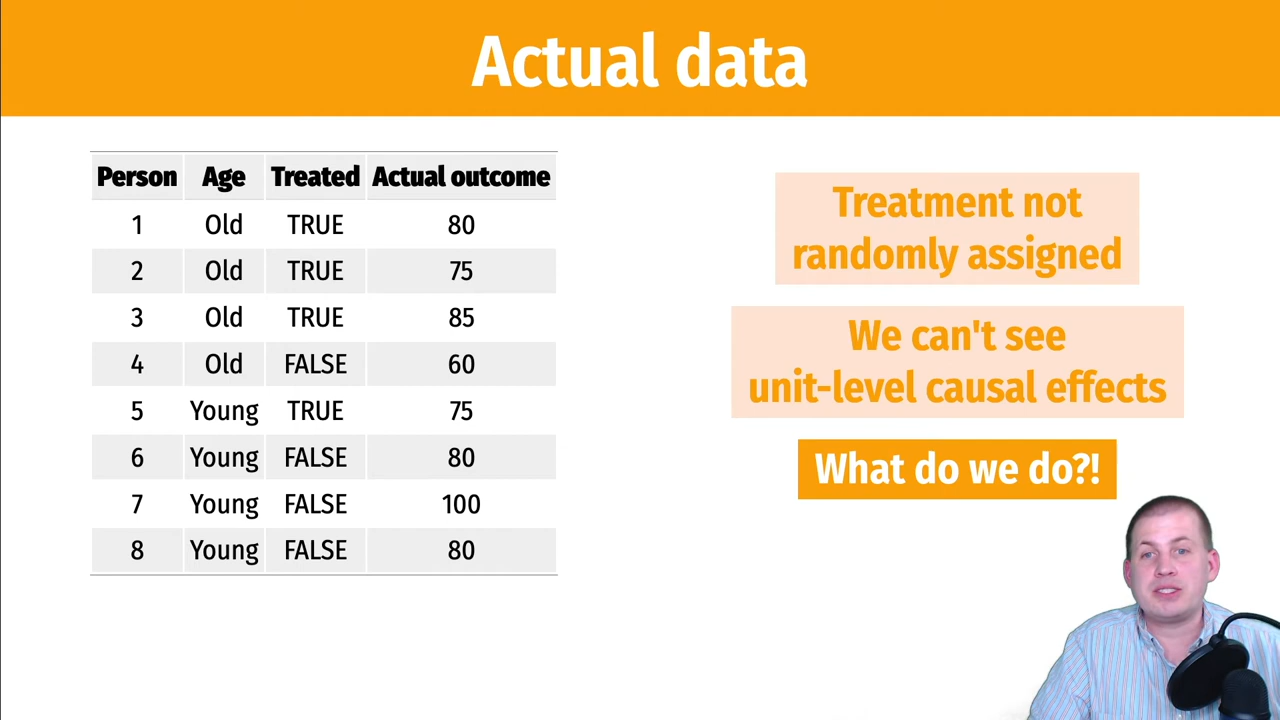 Actual data
Person Age Treated Actual outcome
1 Old TRUE 80
2 Old TRUE 75
3 Old TRUE 85
4 Old FALSE 60
5 Young TRUE 75
6 Young FALSE 80
7 Young FALSE 100
8 Young FALSE 80
Treatment not
randomly assigned
We can't see
unit-level causal effects
What do we do?!